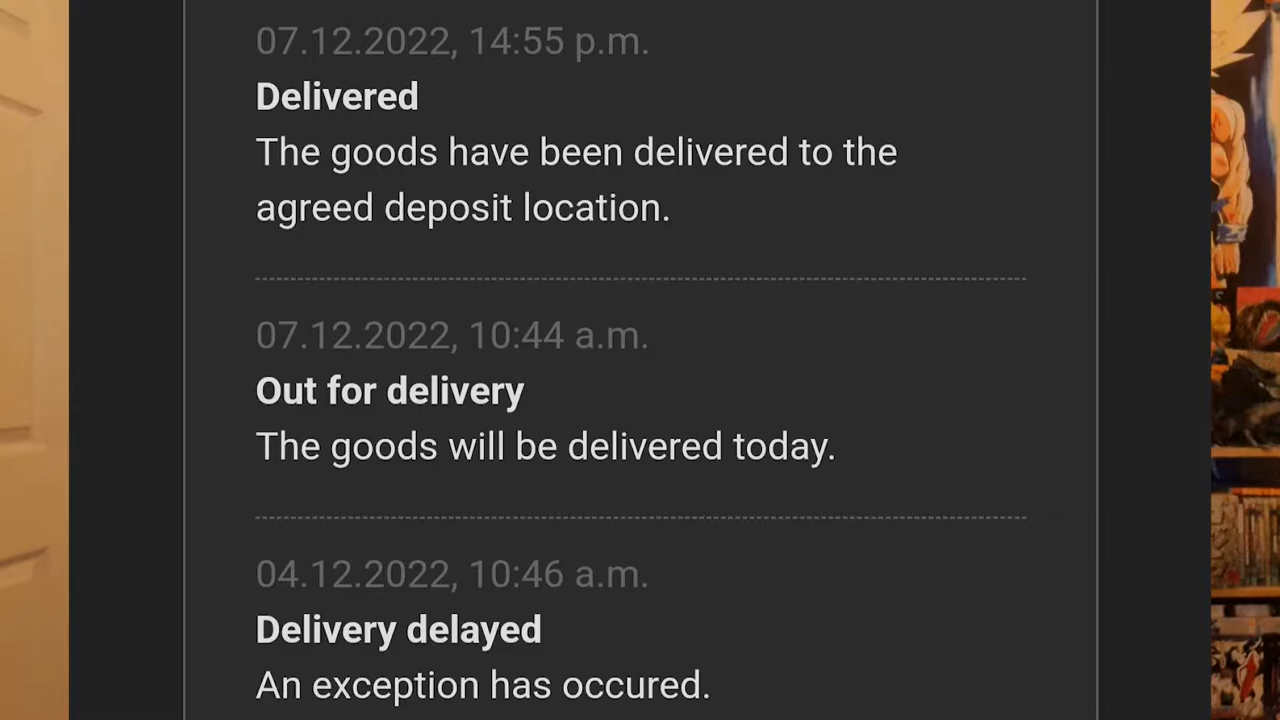 07.12.2022, 14:55 p.m.
Delivered
The goods have been delivered to the
agreed deposit location.
07.12.2022, 10:44 a.m.
Out for delivery
The goods will be delivered today.
04.12.2022, 10:46 a.m.
Delivery delayed
An exception has occured.